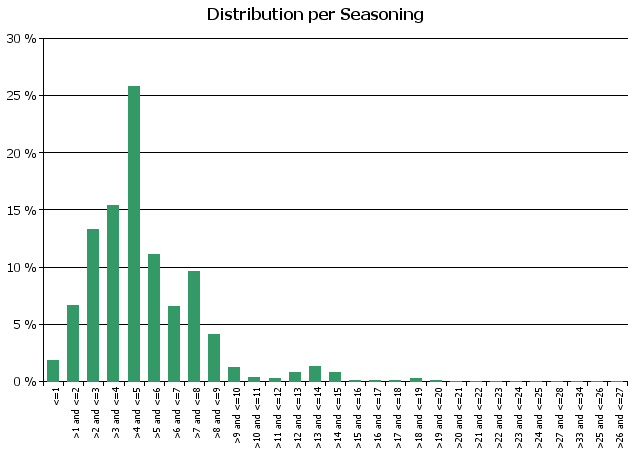 Distribution per Seasoning
30 %
25 %
20 %
15 %
10 %
5 %
0 %
<=1
>1 and <=2
>2 and <=3
>3 and <=4
>4 and <=5
>5 and <=6
>6 and <=7
>7 and <=8
>8 and <=9
>9 and <=10
>10 and <=11
>11 and <=12
>12 and <=13
>13 and <=14
>14 and <=15
>15 and <=16
>16 and <=17
>17 and <=18
>18 and <=19
>19 and <=20
>20 and <=21
>21 and <=22
>22 and <=23
>23 and <=24
>24 and <=25
>27 and <=28
>33 and <=34
>25 and <=26
>26 and <=27